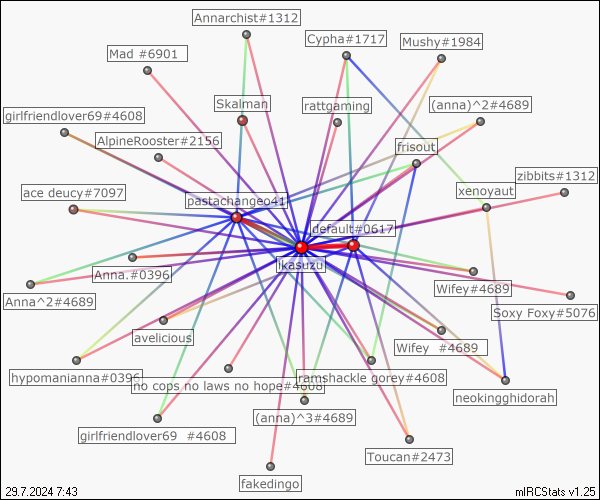 Annarchist#1312
Cypha#1717
Mushy#1984
Mad #6901
Skalman
rattgaming
(anna)^2#4689
girlfriendlover69#4608
AlpineRooster#2156
frisout
zibbits#1312
ace deucy#7097
xenoyaut
pastachangeo41
default#0617
lkasuzu
Anna.#0396
Wifey#4689
Anna^2#4689
Soxy Foxy#5076
avelicious
Wifey #4689
hypomanianna#0396
no cops no laws no hope#4608
ramshackle gorey#4608
neokingghidorah
(anna)^3#4689
girlfriendlover69 #4608
Toucan#2473
fakedingo
29.7.2024 7:43
mIRCStats v1.25